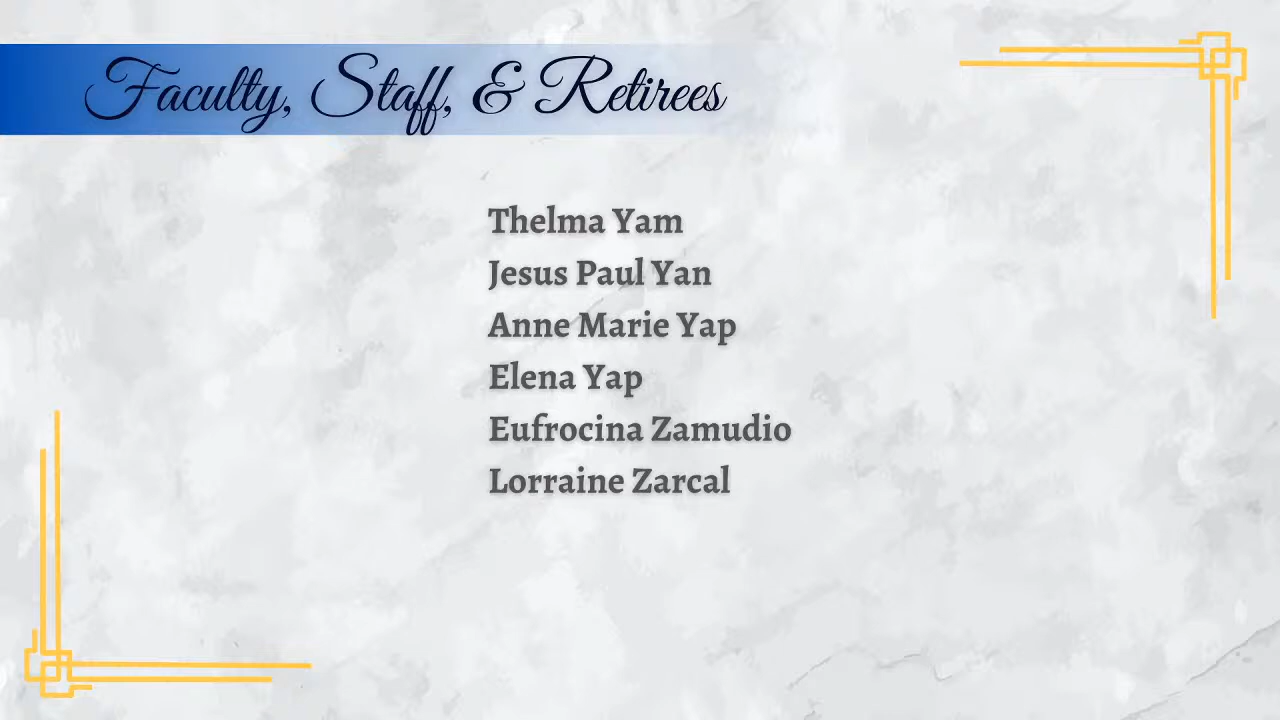 Faculty, Staff, & Retirees
Thelma Yam
Jesus Paul Yan
Anne Marie Yap
Elena Yap
Eufrocina Zamudio
Lorraine Zarcal